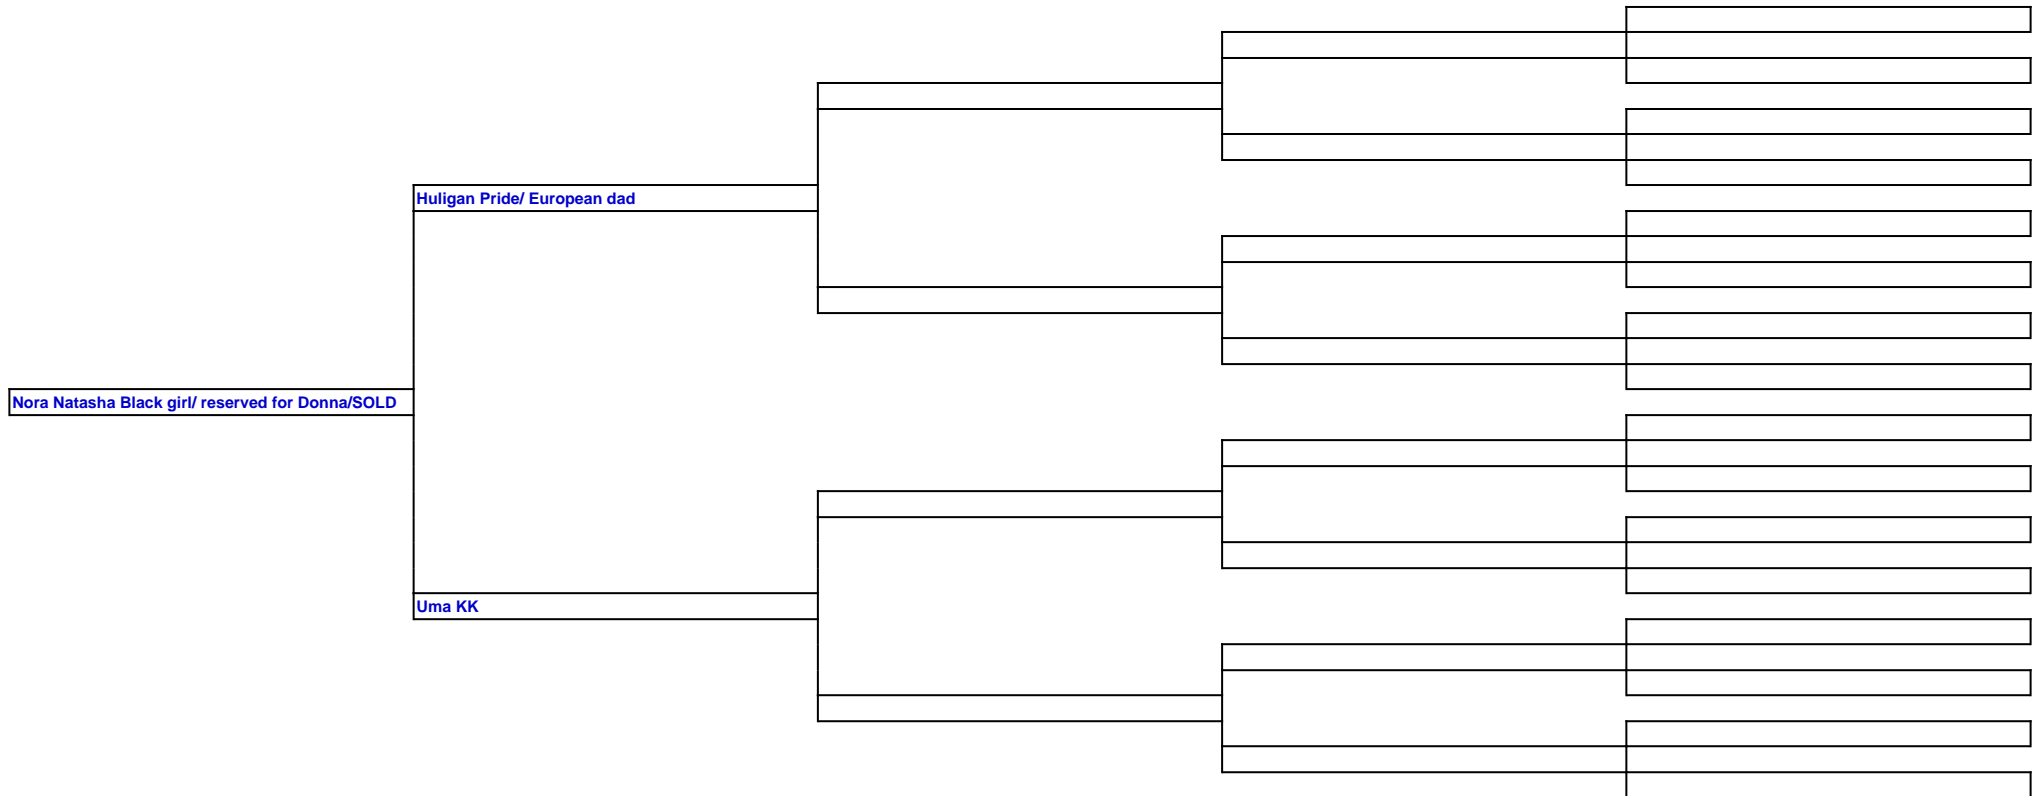 Huligan Pride/ European dad
Nora Natasha Black girl/ reserved for Donna/SOLD
Uma KK